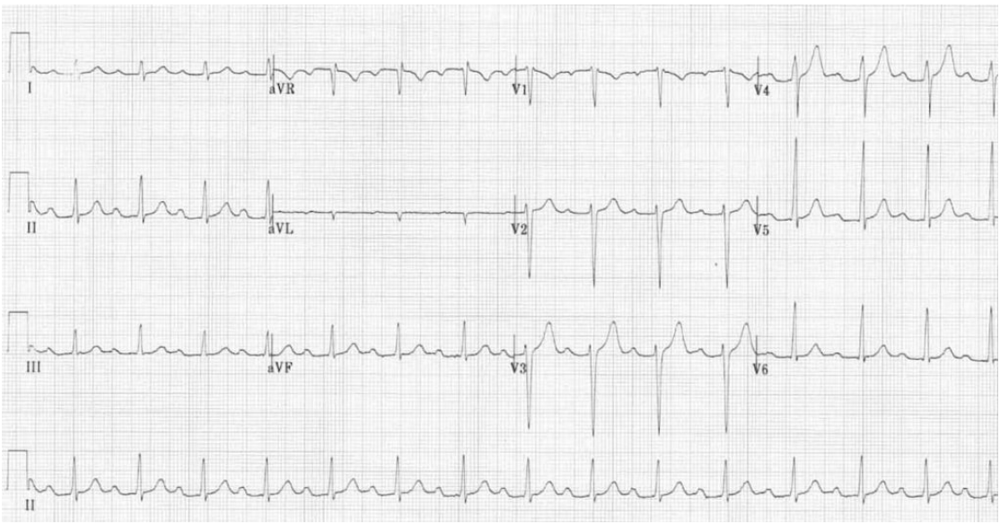 I aVR V1 V4
II aVL V2 V5
III aVF V3 V6
II